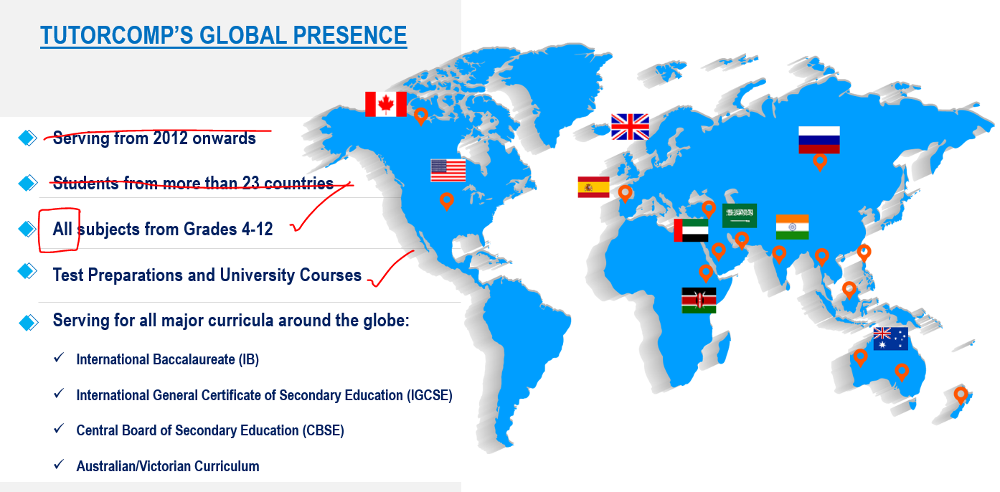 TUTORCOMP’S GLOBAL PRESENCE
Serving from 2012 onwards
Students from more than 23 countries
All subjects from Grades 4-12
Test Preparations and University Courses
Serving for all major curricula around the globe:
International Baccalaureate (IB)
International General Certificate of Secondary Education (IGCSE)
Central Board of Secondary Education (CBSE)
Australian/Victorian Curriculum